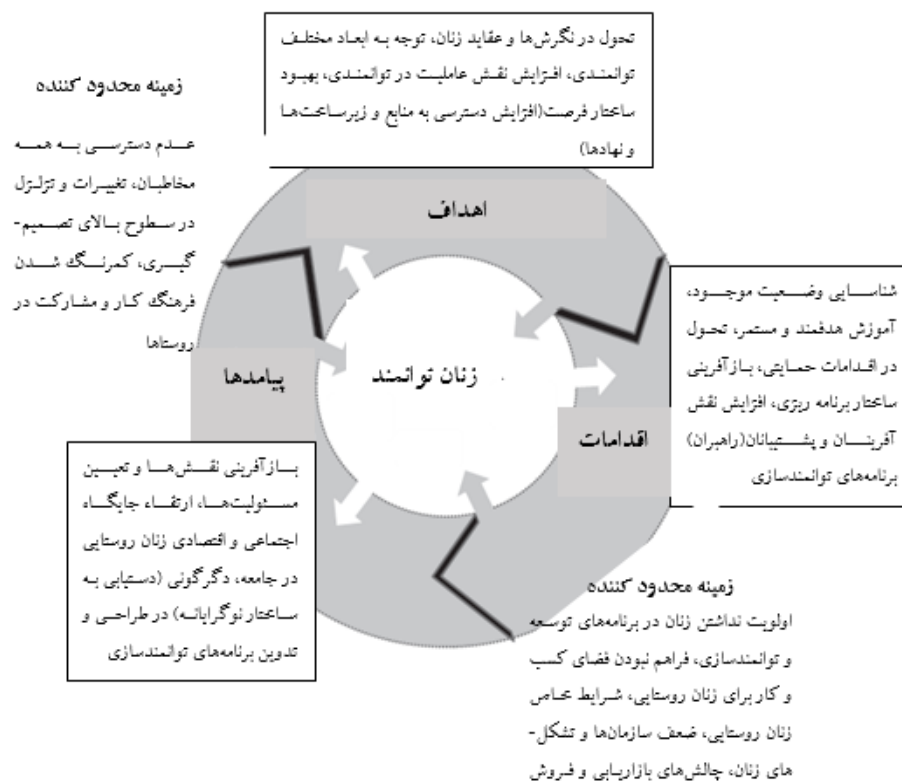 تحول در نگرش‌ها و عقاید زنان، توجه به ابعاد مختلف
توانمندی، افزایش نقش عاملیت در توانمندی، بهبود
ساختار فرصت(افزایش دسترسی به منابع و زیرساخت‌ها
و نهادها)
زمینه محدود کننده
عدم دسترسی به همه
مخاطبان، تغییرات و تزلزل
در سطوح بالای تصمیم-
گیری، کمرنگ شدن
فرهنگ کار و مشارکت در
روستاها
اهداف
شناسایی وضعیت موجود،
آموزش هدفمند و مستمر، تحول
در اقدامات حمایتی، بازآفرینی
ساختار برنامه ریزی، افزایش نقش
آفرینان و پشتیبانان(راهبران)
برنامه‌های توانمندسازی
زنان توانمند
پیامدها
اقدامات
بازآفرینی نقش‌ها و تعیین
مسئولیت‌ها، ارتقاء جایگاه
اجتماعی و اقتصادی زنان روستایی
در جامعه، دگرگونی (دستیابی به
ساختار نوگرایانه) در طراحی و
تدوین برنامه‌های توانمندسازی
زمینه محدود کننده
اولویت نداشتن زنان در برنامه‌های توسعه
و توانمندسازی، فراهم نبودن فضای کسب
و کار برای زنان روستایی، شرایط خاص
زنان روستایی، ضعف سازمان‌ها و تشکل-
های زنان، چالش‌های بازاریابی و فروش